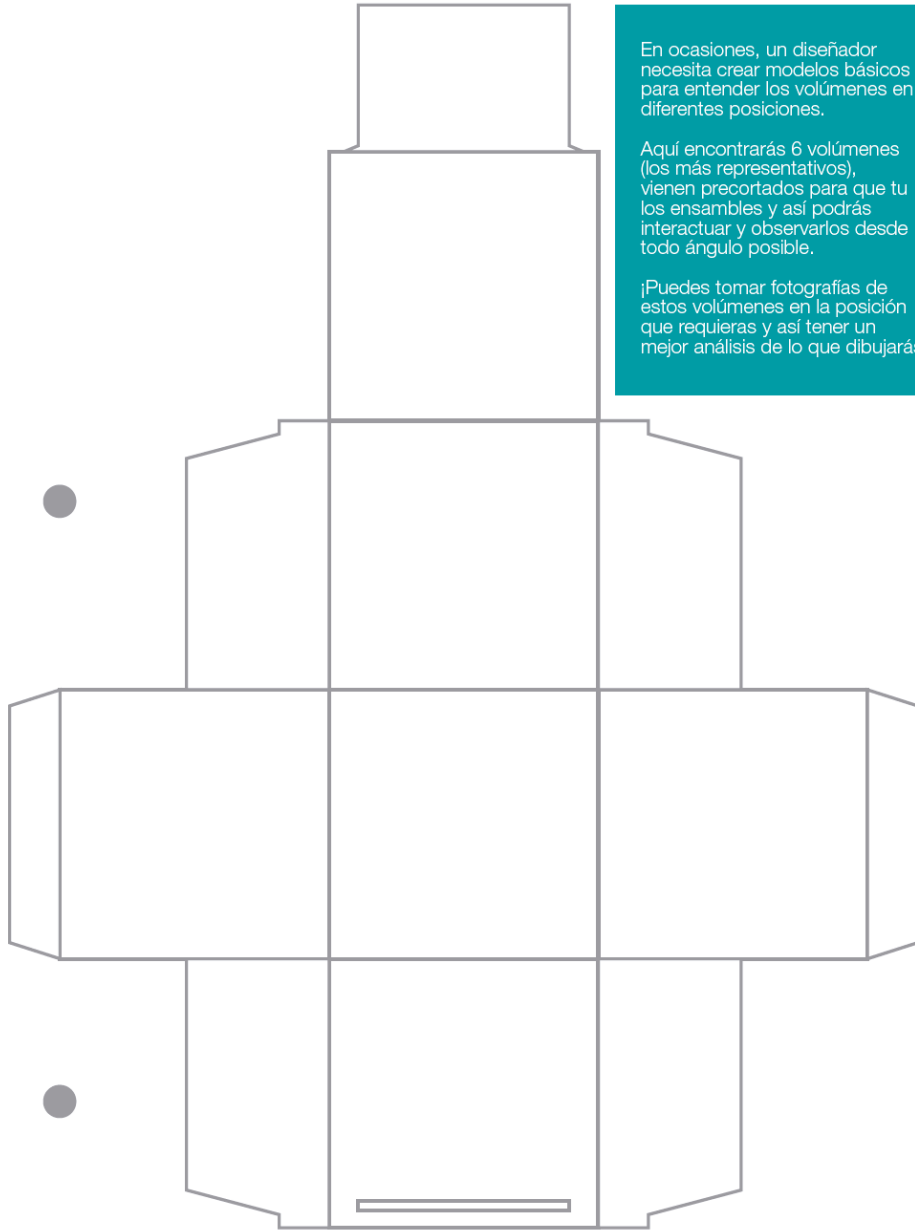 En ocasiones, un diseñador
necesita crear modelos básicos
para entender los volúmenes en
diferentes posiciones.
Aquí encontrarás 6 volúmenes
(los más representativos),
vienen precortados para que tu
los ensambles y así podrás
interactuar y observarlos desde
todo ángulo posible.
¡Puedes tomar fotografías de
estos volúmenes en la posición
que requieras y así tener un
mejor análisis de lo que dibujarás